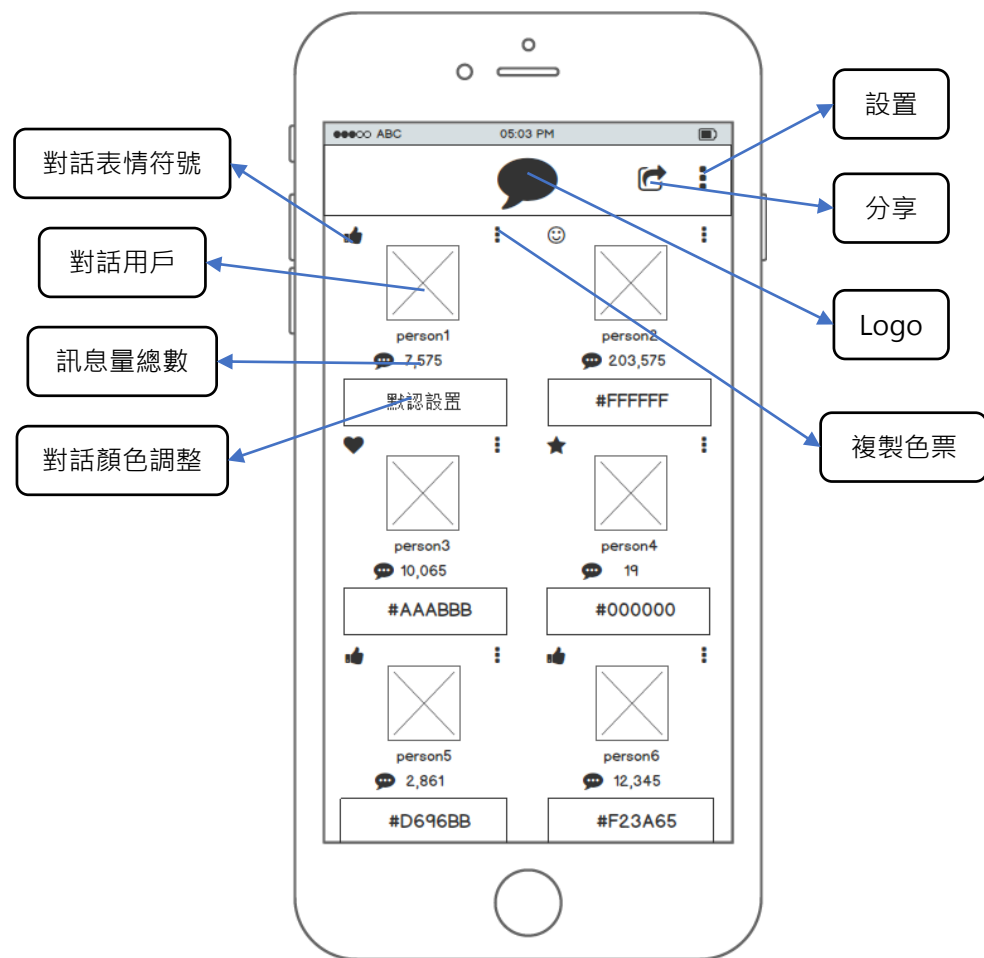 ABC 05:03 PM
設置
對話表情符號
分享
對話用戶
person1 person2
Logo
訊息量總數
7,575 203,575
默認設置 #FFFFFF
對話顏色調整
複製色票
person3 person4
10,065 19
#AAABBB #000000
person5 person6
2,861 12,345
#D696BB #F23A65